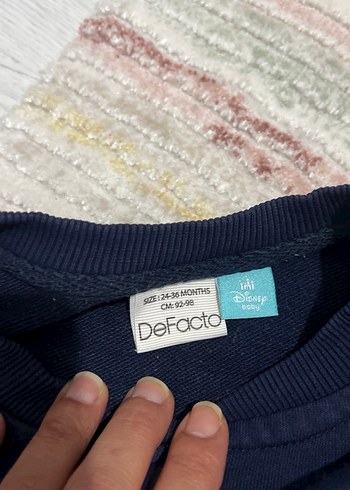 SIZE: 24-36 MONTHS
CM: 92-98
DeFacto
Disney
BABY